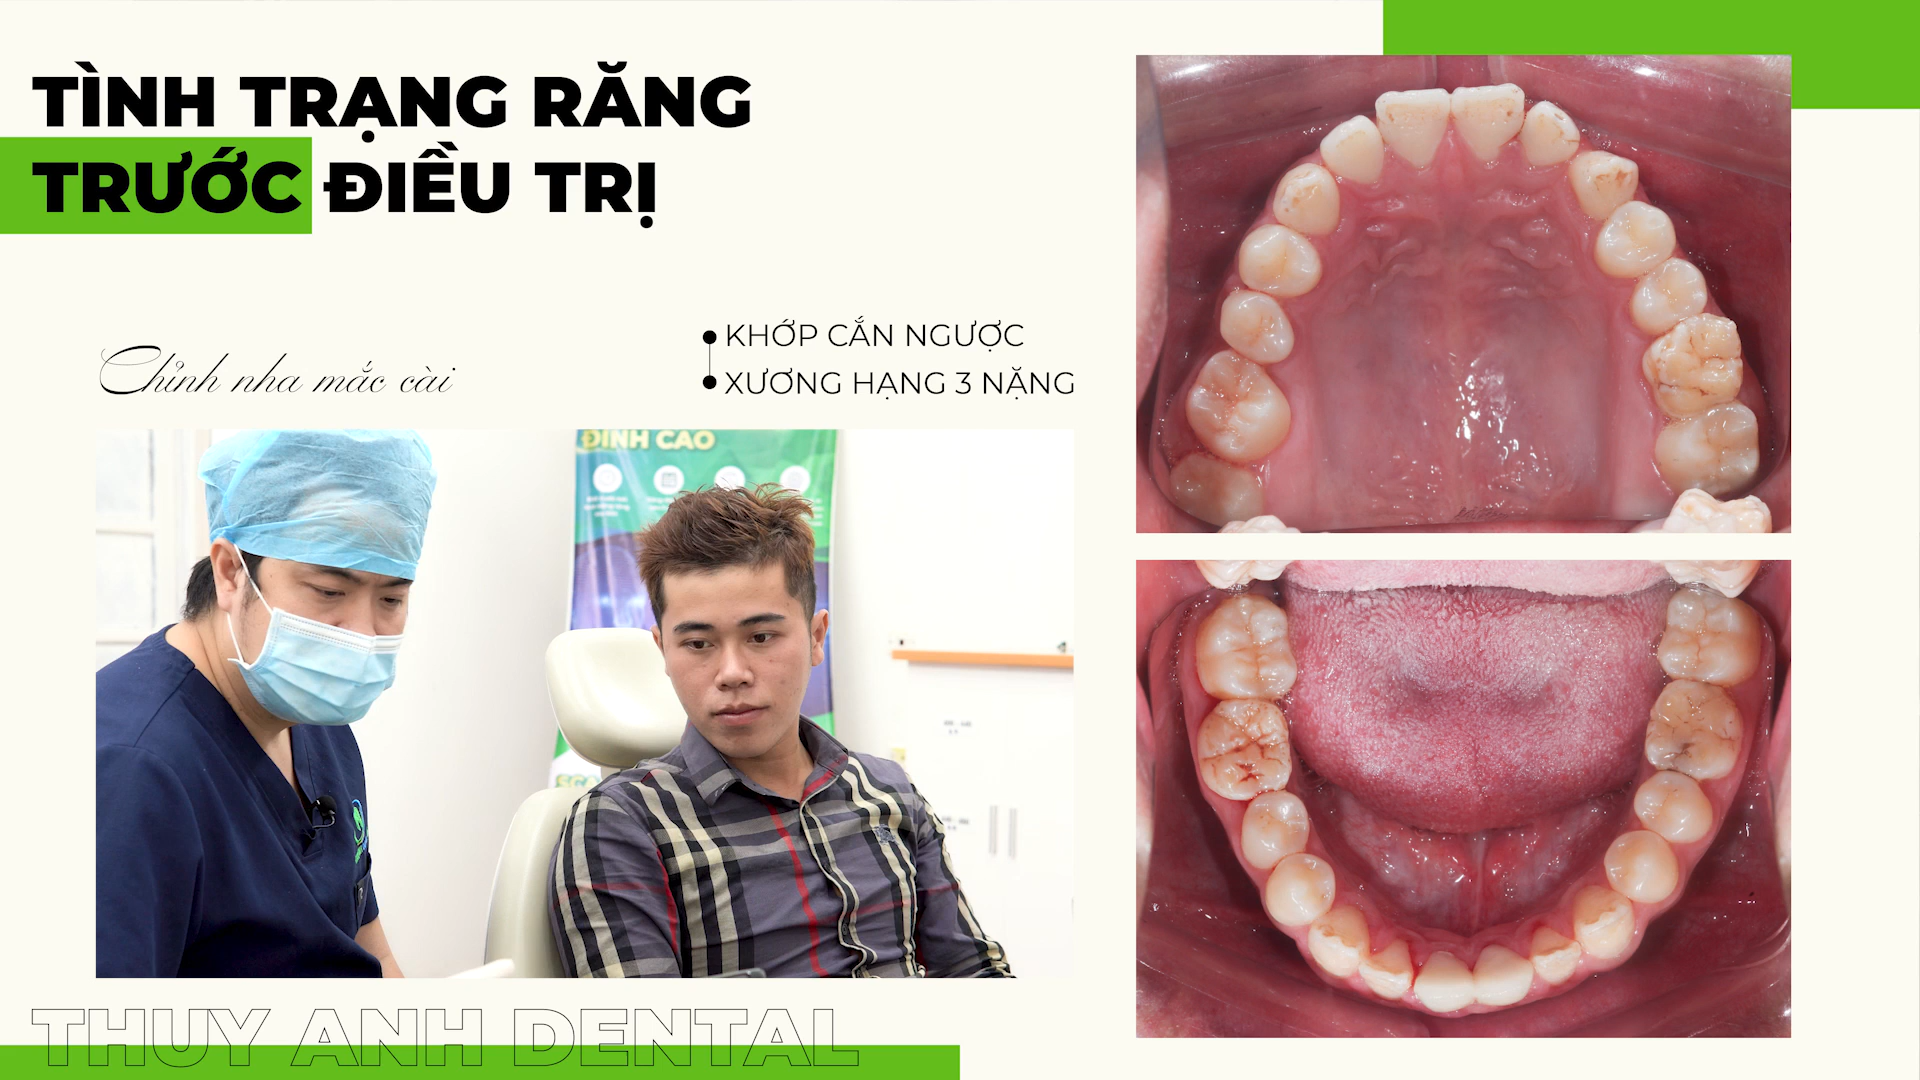 TÌNH TRẠNG RĂNG
TRƯỚC ĐIỀU TRỊ
Chỉnh nha mắc cài
KHỚP CẮN NGƯỢC
XƯƠNG HẠNG 3 NẶNG
ĐỈNH CAO
THUY ANH DENTAL